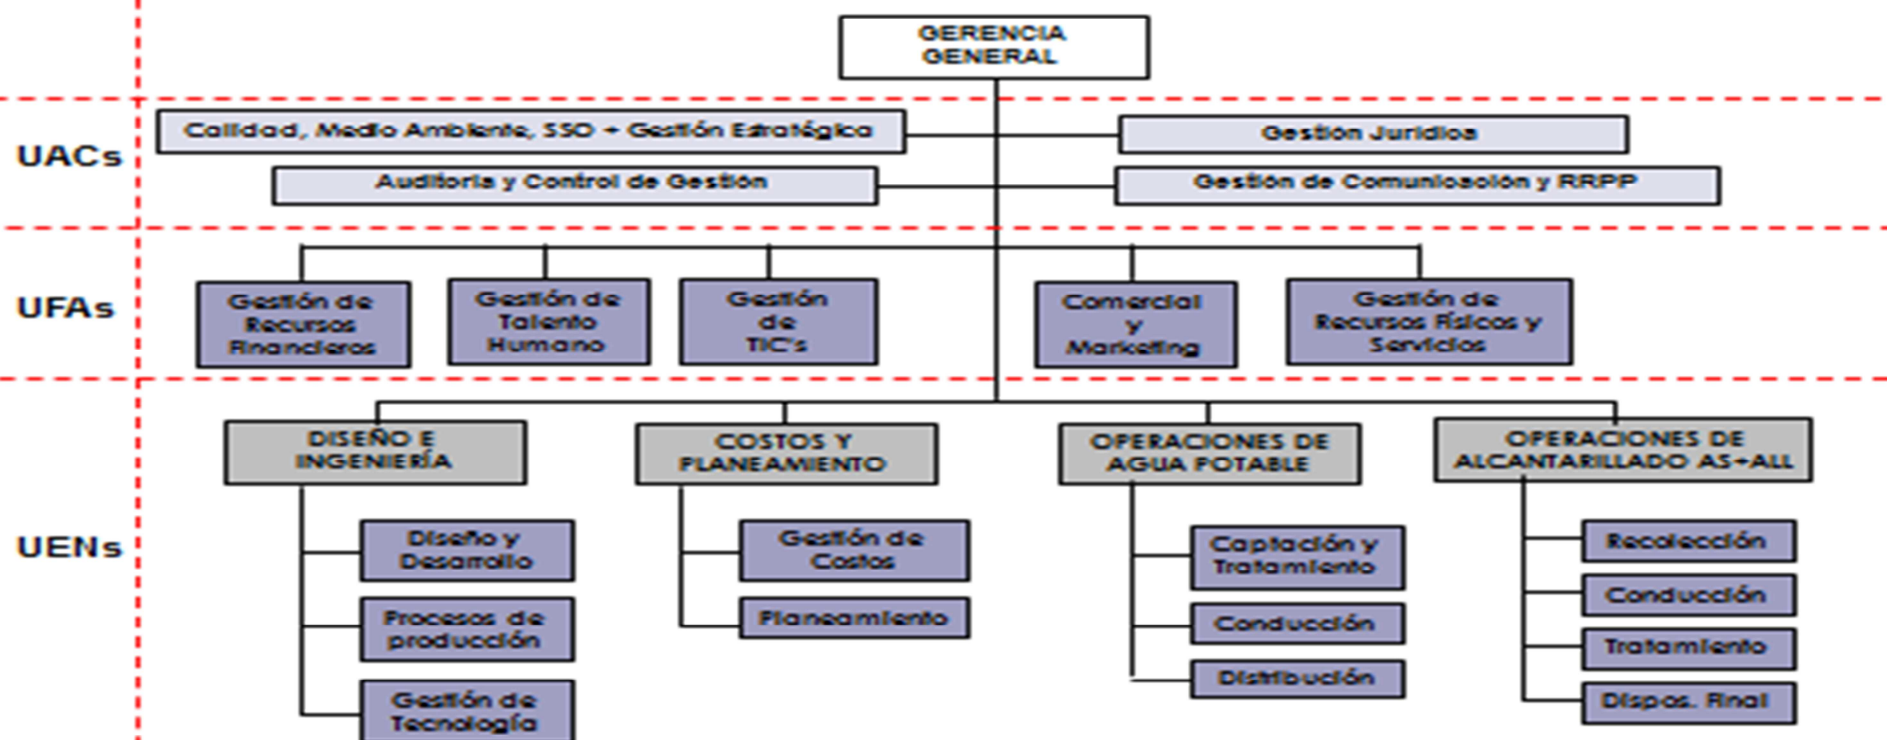 GERENCIA
GENERAL
UACs
Calidad, Medio Ambiente, SSO + Gestión Estratégica
Gestión Jurídica
Auditoría y Control de Gestión
Gestión de Comunicación y RRPP
UFAs
Gestión de
Recursos
Financieros
Gestión de
Talento
Humano
Gestión
de
TIC's
Comercial
y
Marketing
Gestión de
Recursos Físicos y
Servicios
UENs
DISEÑO E
INGENIERÍA
Diseño y
Desarrollo
Procesos de
producción
Gestión de
Tecnología
COSTOS Y
PLANEAMIENTO
Gestión de
Costos
Planeamiento
OPERACIONES DE
AGUA POTABLE
Captación y
Tratamiento
Conducción
Distribución
OPERACIONES DE
ALCANTARILLADO AS+ALL
Recolección
Conducción
Tratamiento
Dispos. Final